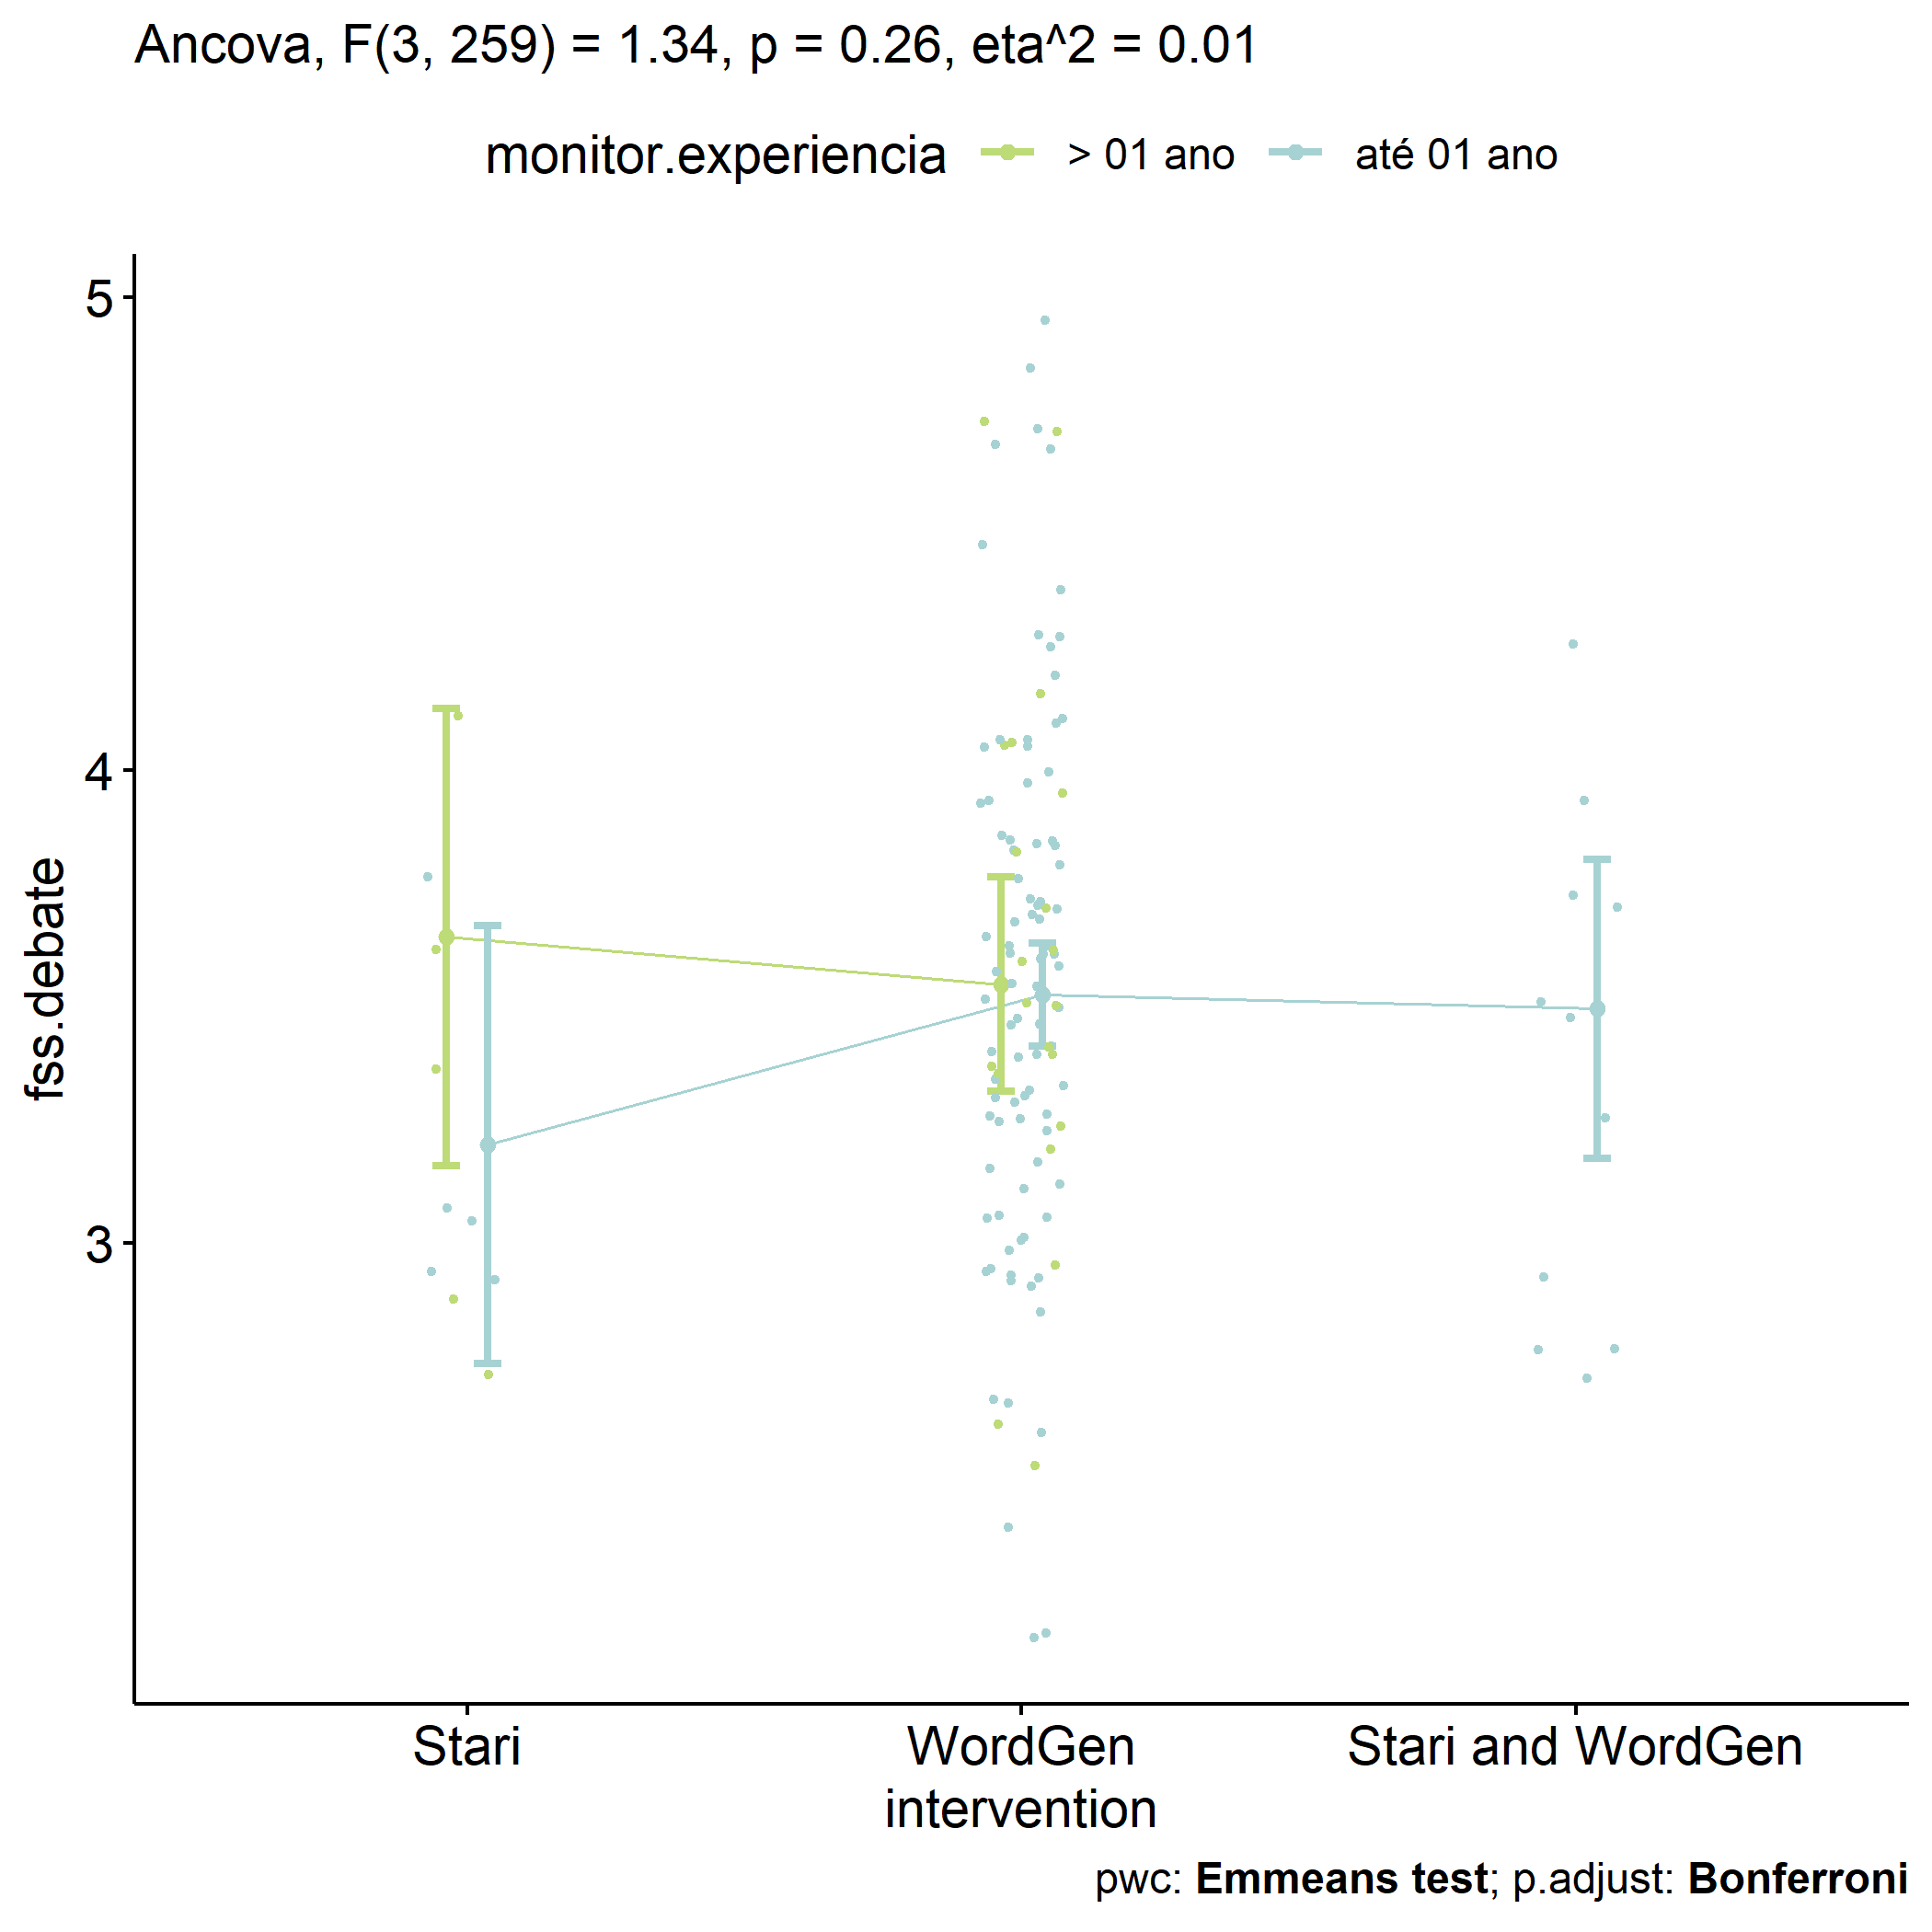 Ancova, F(3, 259) = 1.34, p = 0.26, eta^2 = 0.01
monitor.experiencia > 01 ano até 01 ano
5
4
3
fss.debate
Stari WordGen Stari and WordGen
intervention
pwc: Emmeans test; p.adjust: Bonferroni